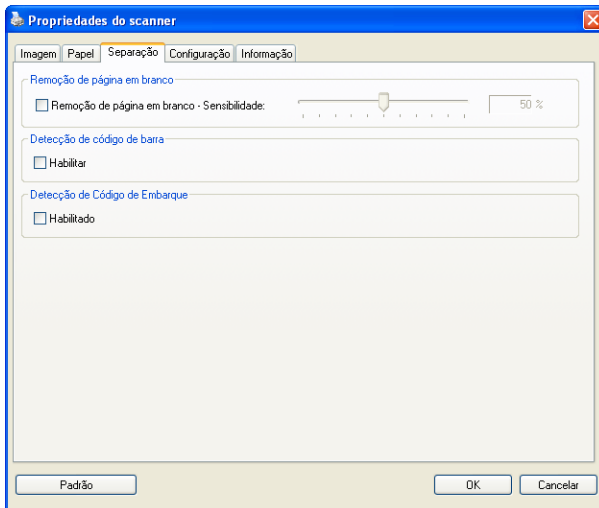 Propriedades do scanner
Imagem Papel Separação Configuração Informação
Remoção de página em branco
Remoção de página em branco - Sensibilidade: 50 %
Detecção de código de barra
Habilitar
Detecção de Código de Embarque
Habilitado
Padrão OK Cancelar